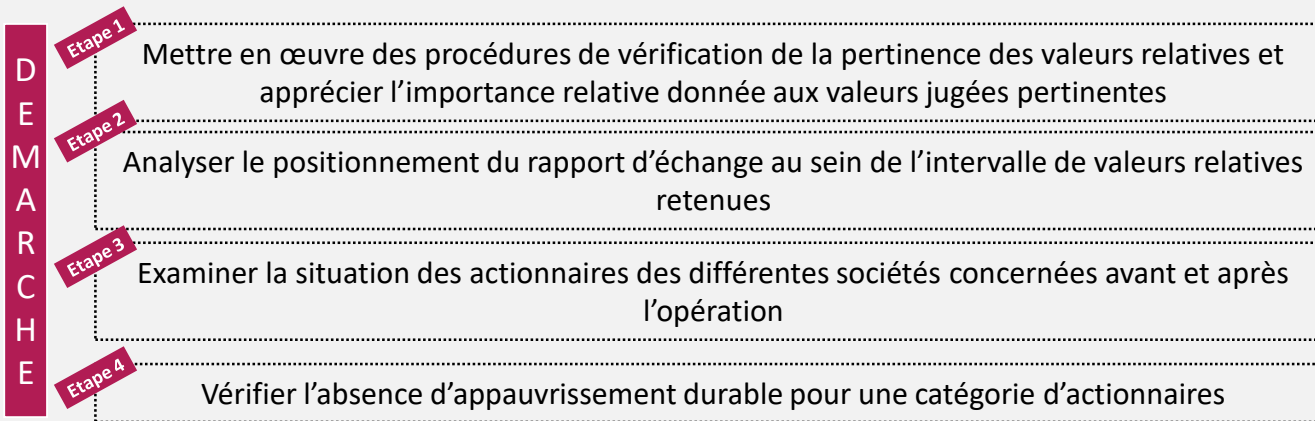 DEMARCHE
Etape 1
Mettre en œuvre des procédures de vérification de la pertinence des valeurs relatives et
apprécier l’importance relative donnée aux valeurs jugées pertinentes
Etape 2
Analyser le positionnement du rapport d’échange au sein de l’intervalle de valeurs relatives
retenues
Etape 3
Examiner la situation des actionnaires des différentes sociétés concernées avant et après
l’opération
Etape 4
Vérifier l’absence d’appauvrissement durable pour une catégorie d’actionnaires